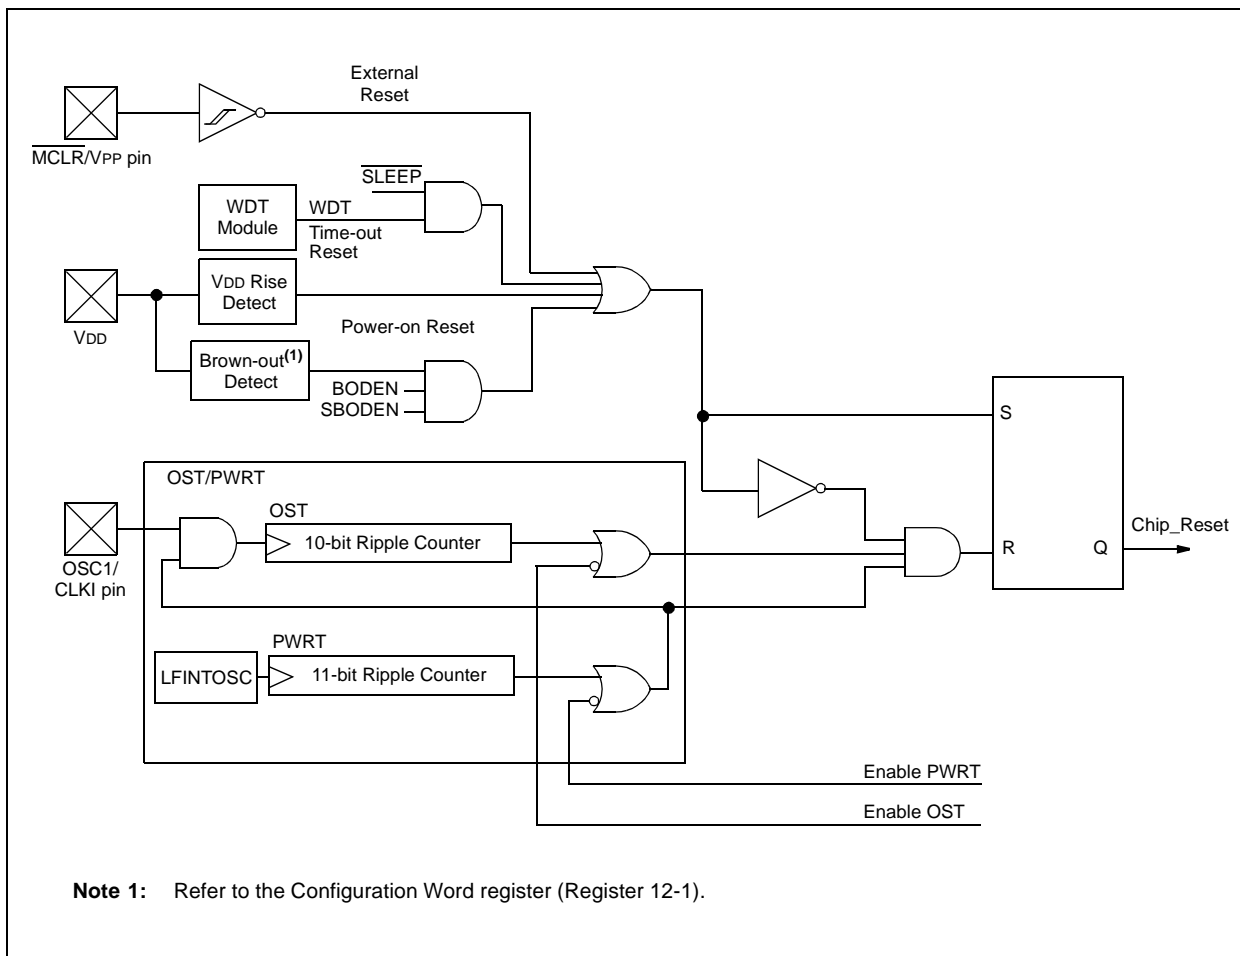 External
Reset
MCLR/VPP pin
SLEEP
WDT
Module
WDT
Time-out
Reset
VDD Rise
Detect
VDD
Power-on Reset
Brown-out(1)
Detect
BODEN
SBODEN
S
OST/PWRT
OST
10-bit Ripple Counter
Chip_Reset
R
Q
OSC1/
CLKI pin
PWRT
LFINTOSC
11-bit Ripple Counter
Enable PWRT
Enable OST
Note 1: Refer to the Configuration Word register (Register 12-1).